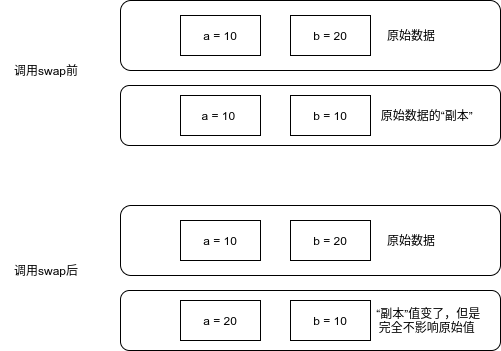 a = 10
b = 20
原始数据
调用swap前
a = 10
b = 10
原始数据的“副本”
a = 10
b = 20
原始数据
调用swap后
a = 20
b = 10
“副本”值变了，但是
完全不影响原始值